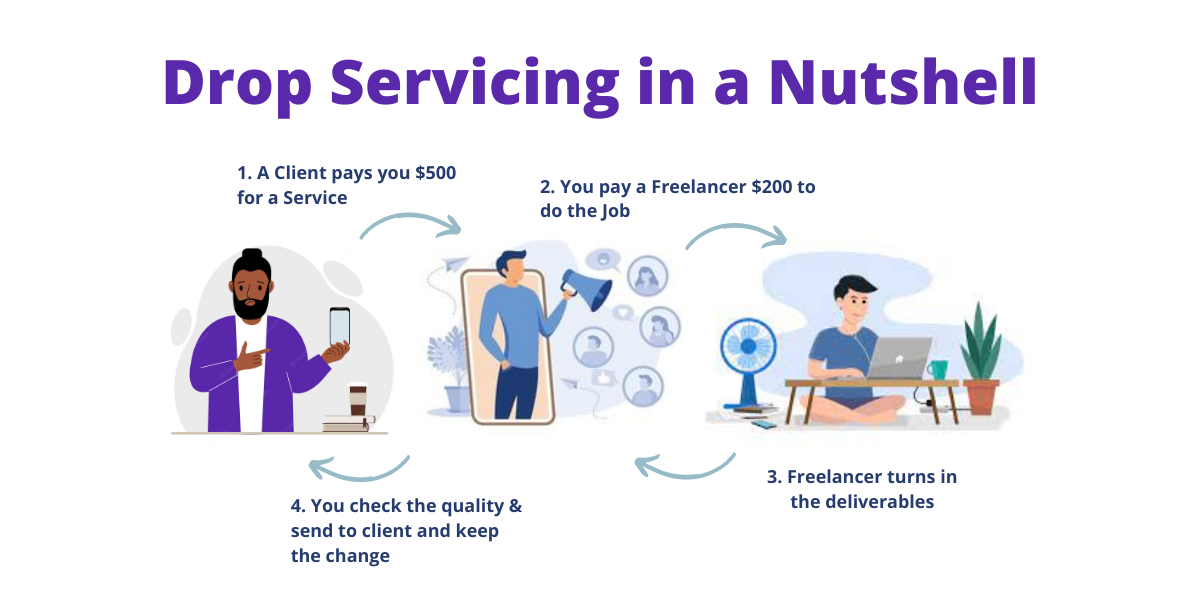 Drop Servicing in a Nutshell
1. A Client pays you $500
for a Service
2. You pay a Freelancer $200 to
do the Job
3. Freelancer turns in
the deliverables
4. You check the quality &
send to client and keep
the change